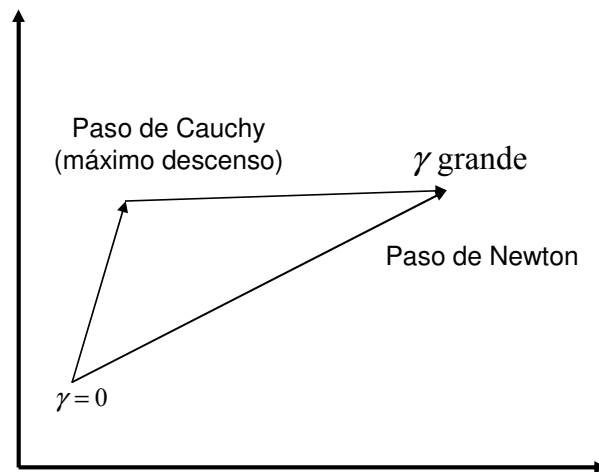 Paso de Cauchy
(máximo descenso)
γ grande
Paso de Newton
γ = 0